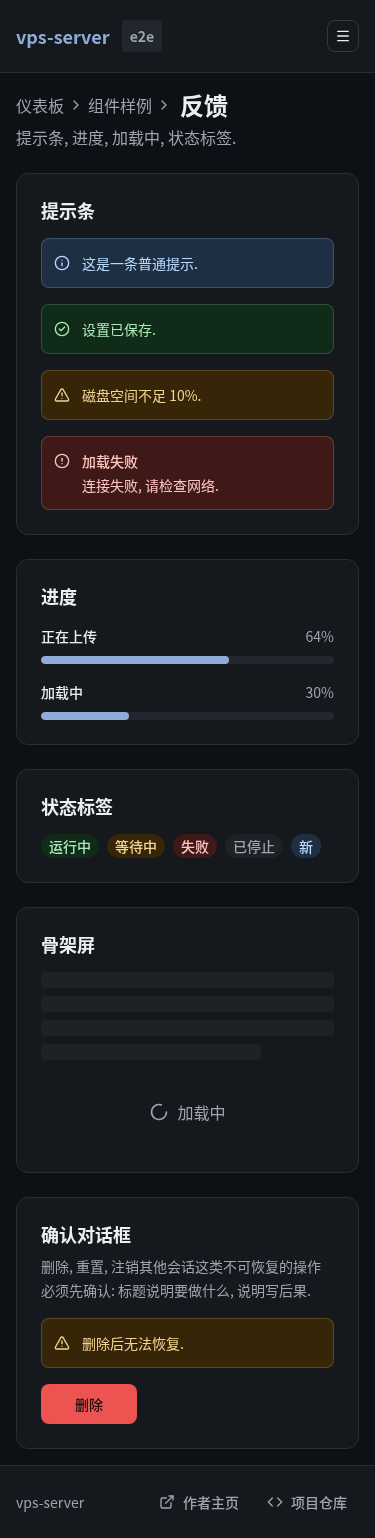 vps-server e2e
仪表板 > 组件样例 > 反馈
提示条, 进度, 加载中, 状态标签.
提示条
这是一条普通提示.
设置已保存.
磁盘空间不足 10%.
加载失败
连接失败, 请检查网络.
进度
正在上传 64%
加载中 30%
状态标签
运行中 等待中 失败 已停止 新
骨架屏
加载中
确认对话框
删除, 重置, 注销其他会话这类不可恢复的操作
必须先确认: 标题说明要做什么, 说明写后果.
删除后无法恢复.
删除
vps-server 作者主页 项目仓库